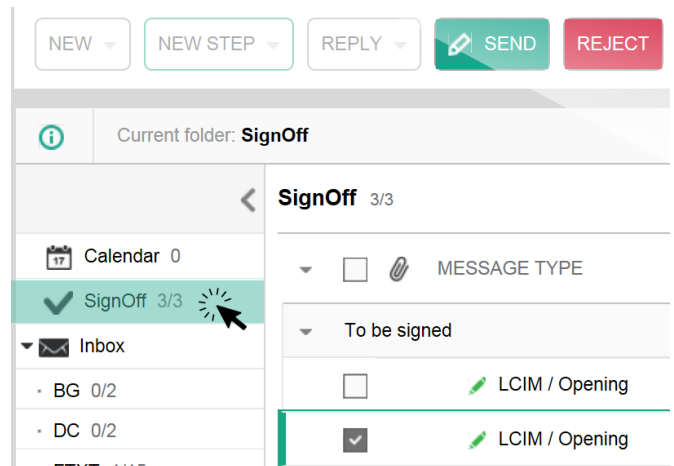 NEW NEW STEP REPLY SEND REJECT
Current folder: SignOff
SignOff 3/3
17 Calendar 0
MESSAGE TYPE
SignOff 3/3
To be signed
Inbox
BG 0/2
LCIM / Opening
DC 0/2
LCIM / Opening